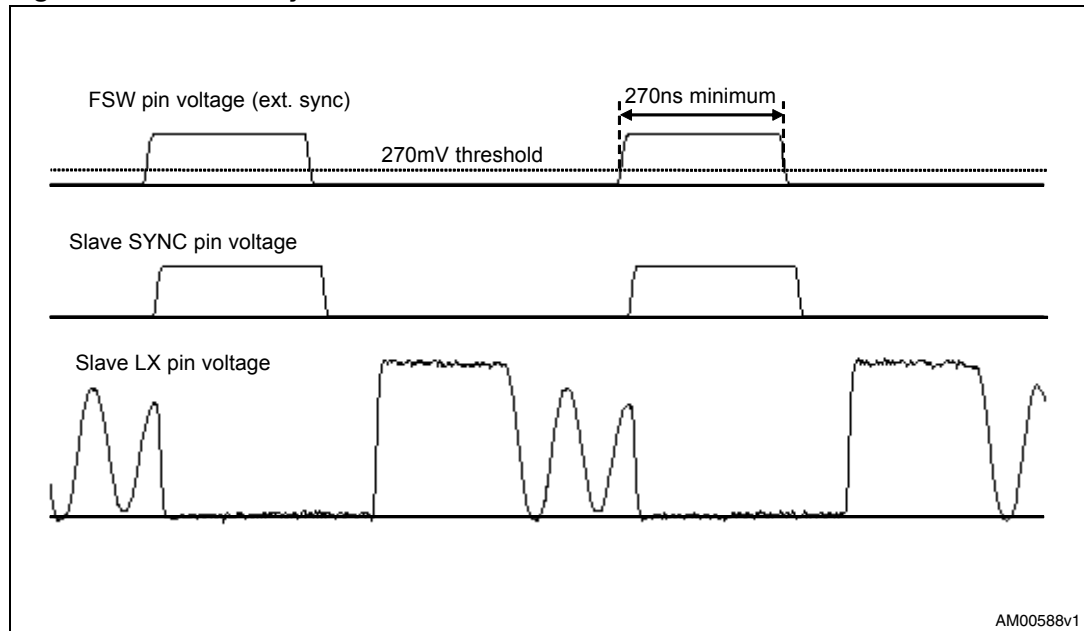 FSW pin voltage (ext. sync)
270ns minimum
270mV threshold
Slave SYNC pin voltage
Slave LX pin voltage
AM00588v1